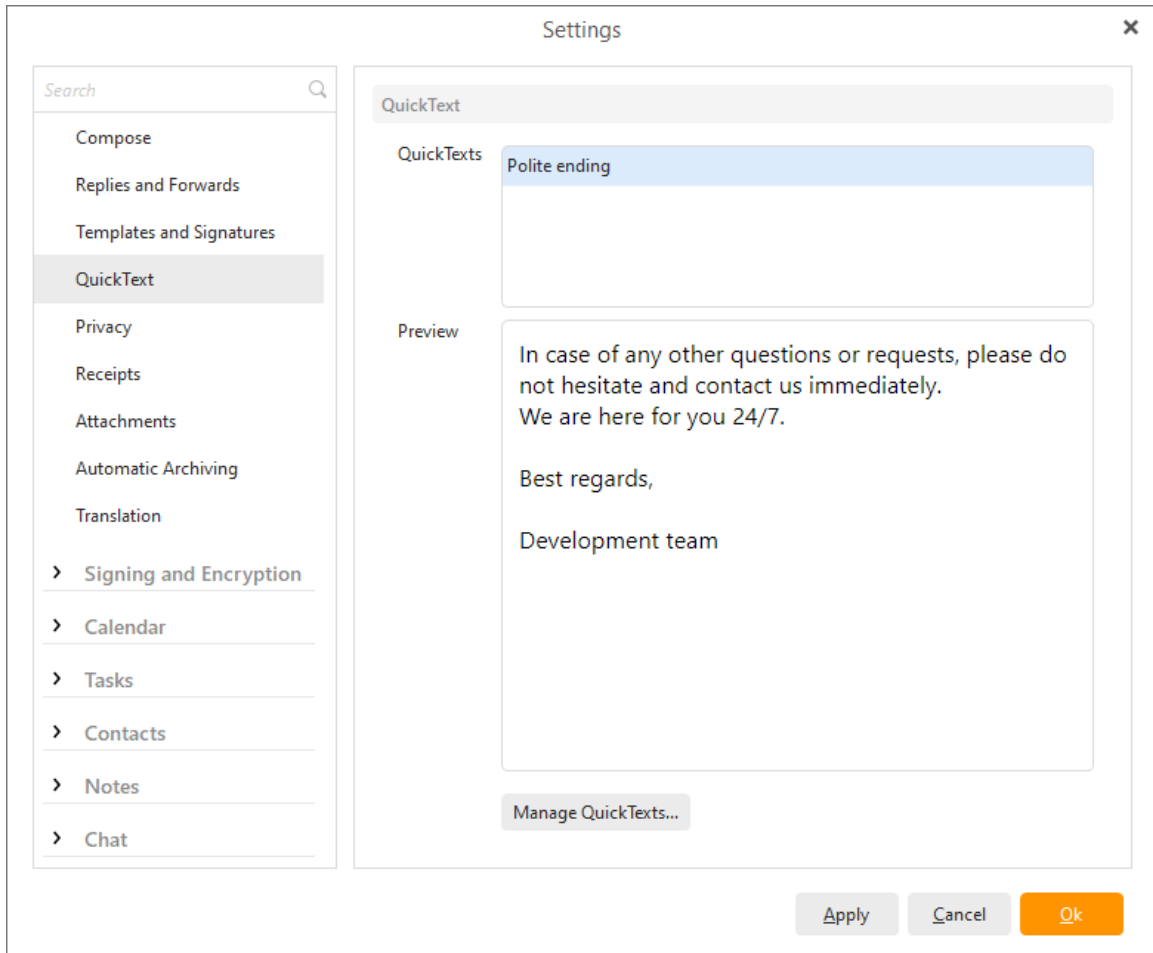 Settings
Search
Compose
Replies and Forwards
Templates and Signatures
QuickText
Privacy
Receipts
Attachments
Automatic Archiving
Translation
Signing and Encryption
Calendar
Tasks
Contacts
Notes
Chat
QuickText
QuickTexts
Polite ending
Preview
In case of any other questions or requests, please do
not hesitate and contact us immediately.
We are here for you 24/7.
Best regards,
Development team
Manage QuickTexts...
Apply
Cancel
Ok